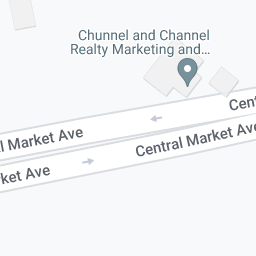 Chunnel and Channel
Realty Marketing and...
Cent
l Market Ave
Central Market Ave
ket Ave